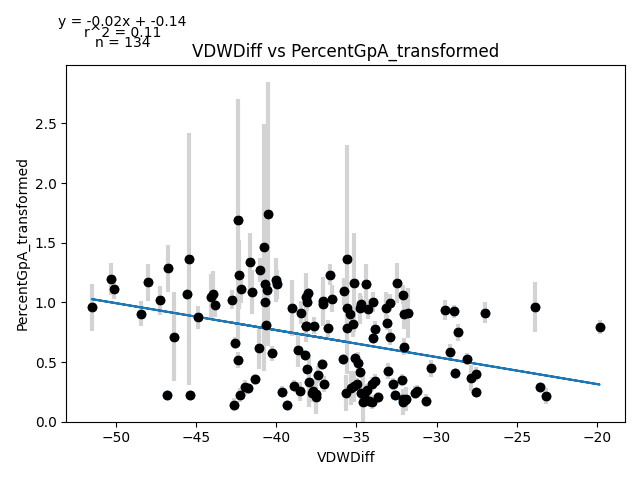 y = -0.02x + -0.14
r^2 = 0.11
n = 134
VDWDiff vs PercentGpA_transformed
PercentGpA_transformed
2.5
2.0
1.5
1.0
0.5
0.0
−50
−45
−40
−35
−30
−25
−20
VDWDiff